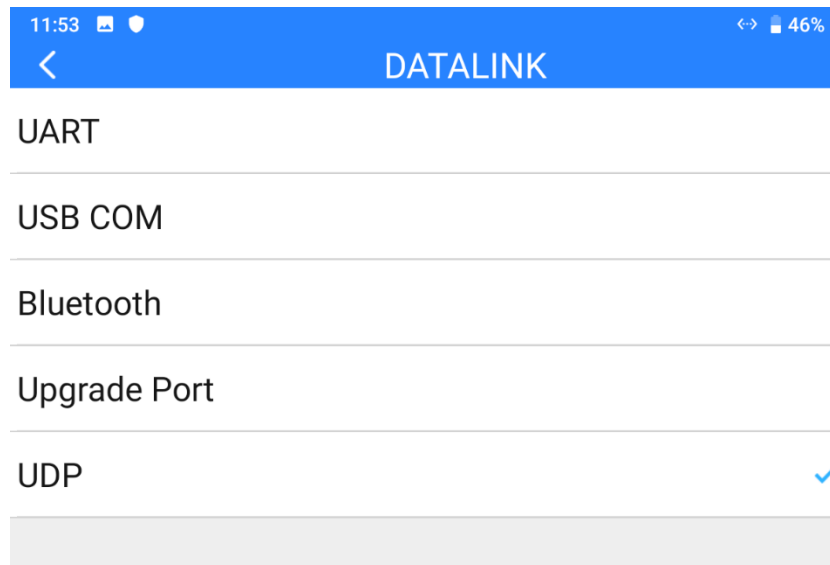 11:53 46%
DATALINK
UART
USB COM
Bluetooth
Upgrade Port
UDP